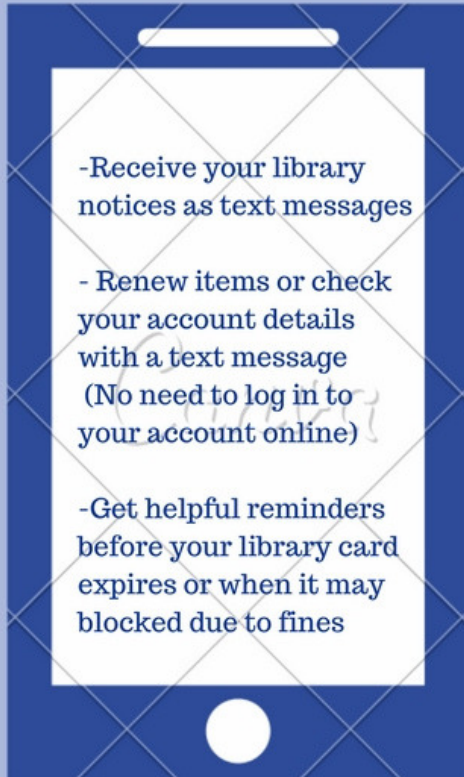 -Receive your library
notices as text messages
- Renew items or check
your account details
with a text message
(No need to log in to
your account online)
-Get helpful reminders
before your library card
expires or when it may
blocked due to fines
Canva